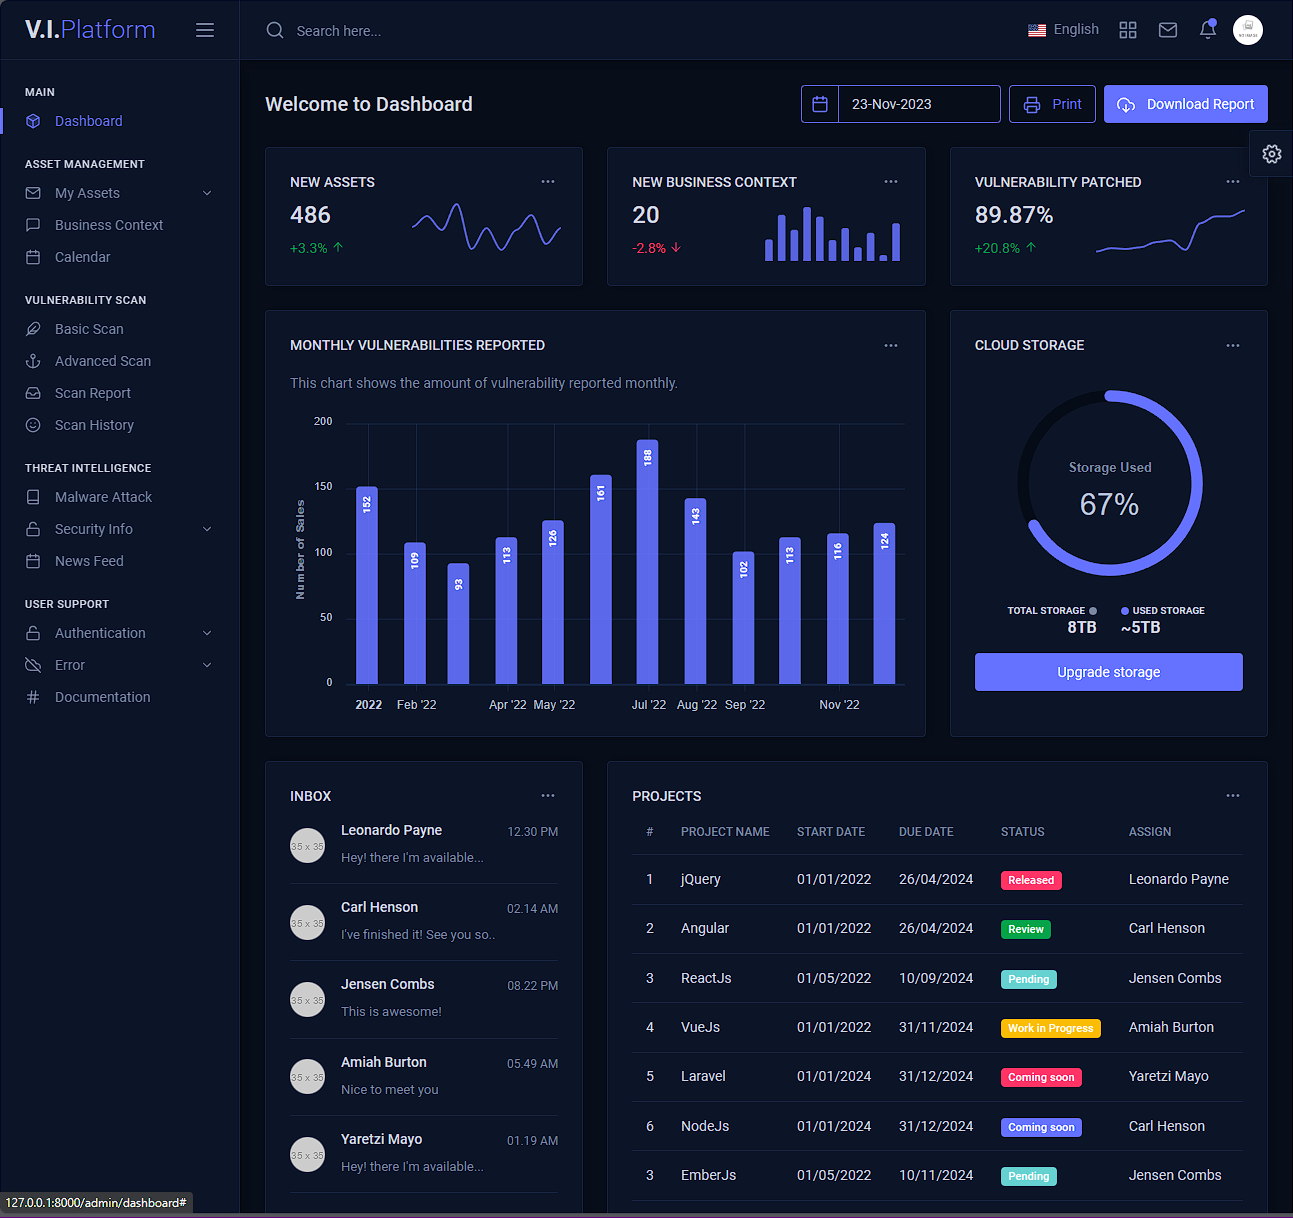 V.I.Platform
Search here...
English
MAIN
Dashboard
ASSET MANAGEMENT
My Assets
Business Context
Calendar
VULNERABILITY SCAN
Basic Scan
Advanced Scan
Scan Report
Scan History
THREAT INTELLIGENCE
Malware Attack
Security Info
News Feed
USER SUPPORT
Authentication
Error
# Documentation
Welcome to Dashboard
23-Nov-2023
Print
Download Report
NEW ASSETS
486
+3.3%
NEW BUSINESS CONTEXT
20
-2.8%
VULNERABILITY PATCHED
89.87%
+20.8%
MONTHLY VULNERABILITIES REPORTED
This chart shows the amount of vulnerability reported monthly.
Number of Sales
200
150
100
50
0
152
109
93
113
126
161
188
143
102
113
116
124
2022 Feb '22 Apr '22 May '22 Jul '22 Aug '22 Sep '22 Nov '22
CLOUD STORAGE
Storage Used
67%
TOTAL STORAGE
8TB
USED STORAGE
~5TB
Upgrade storage
INBOX
35 x 35
Leonardo Payne 12.30 PM
Hey! there I'm available...
35 x 35
Carl Henson 02.14 AM
I've finished it! See you so..
35 x 35
Jensen Combs 08.22 PM
This is awesome!
35 x 35
Amiah Burton 05.49 AM
Nice to meet you
35 x 35
Yaretzi Mayo 01.19 AM
Hey! there I'm available...
PROJECTS
# PROJECT NAME START DATE DUE DATE STATUS ASSIGN
1 jQuery 01/01/2022 26/04/2024 Released Leonardo Payne
2 Angular 01/01/2022 26/04/2024 Review Carl Henson
3 ReactJs 01/05/2022 10/09/2024 Pending Jensen Combs
4 VueJs 01/01/2022 31/11/2024 Work in Progress Amiah Burton
5 Laravel 01/01/2024 31/12/2024 Coming soon Yaretzi Mayo
6 NodeJs 01/01/2024 31/12/2024 Coming soon Carl Henson
3 EmberJs 01/05/2022 10/11/2024 Pending Jensen Combs
127.0.0.1:8000/admin/dashboard#